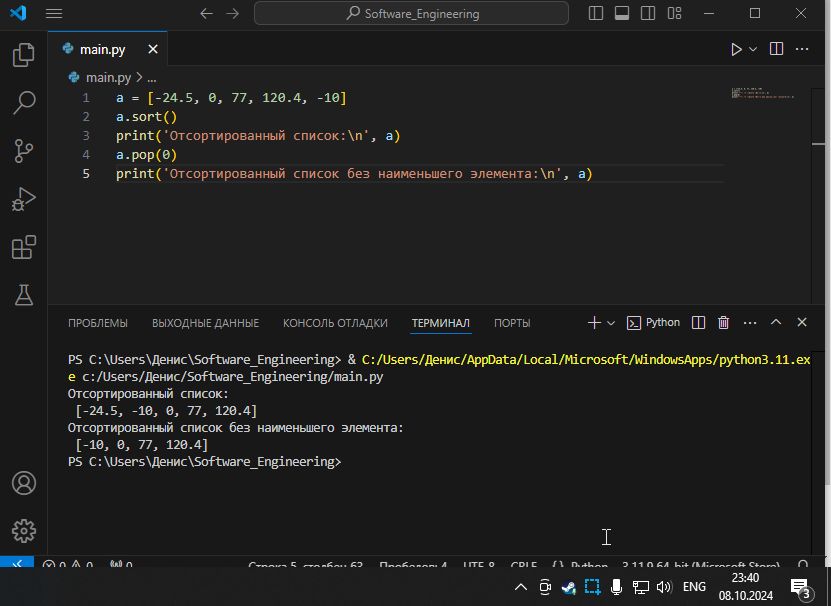 Software_Engineering
main.py
main.py > ...
1 a = [-24.5, 0, 77, 120.4, -10]
2 a.sort()
3 print('Отсортированный список:\n', a)
4 a.pop(0)
5 print('Отсортированный список без наименьшего элемента:\n', a)
ПРОБЛЕМЫ ВЫХОДНЫЕ ДАННЫЕ КОНСОЛЬ ОТЛАДКИ ТЕРМИНАЛ ПОРТЫ Python
PS C:\Users\Денис\Software_Engineering> & C:/Users/Денис/AppData/Local/Microsoft/WindowsApps/python3.11.ex
e c:/Users/Денис/Software_Engineering/main.py
Отсортированный список:
[-24.5, -10, 0, 77, 120.4]
Отсортированный список без наименьшего элемента:
[-10, 0, 77, 120.4]
PS C:\Users\Денис\Software_Engineering>
0 0 0 Строка 5, столбец 63 Пробелов: 4 UTF-8 CRLF {} Python 3.11.9 64-bit (Microsoft Store)
ENG 23:40
08.10.2024 3